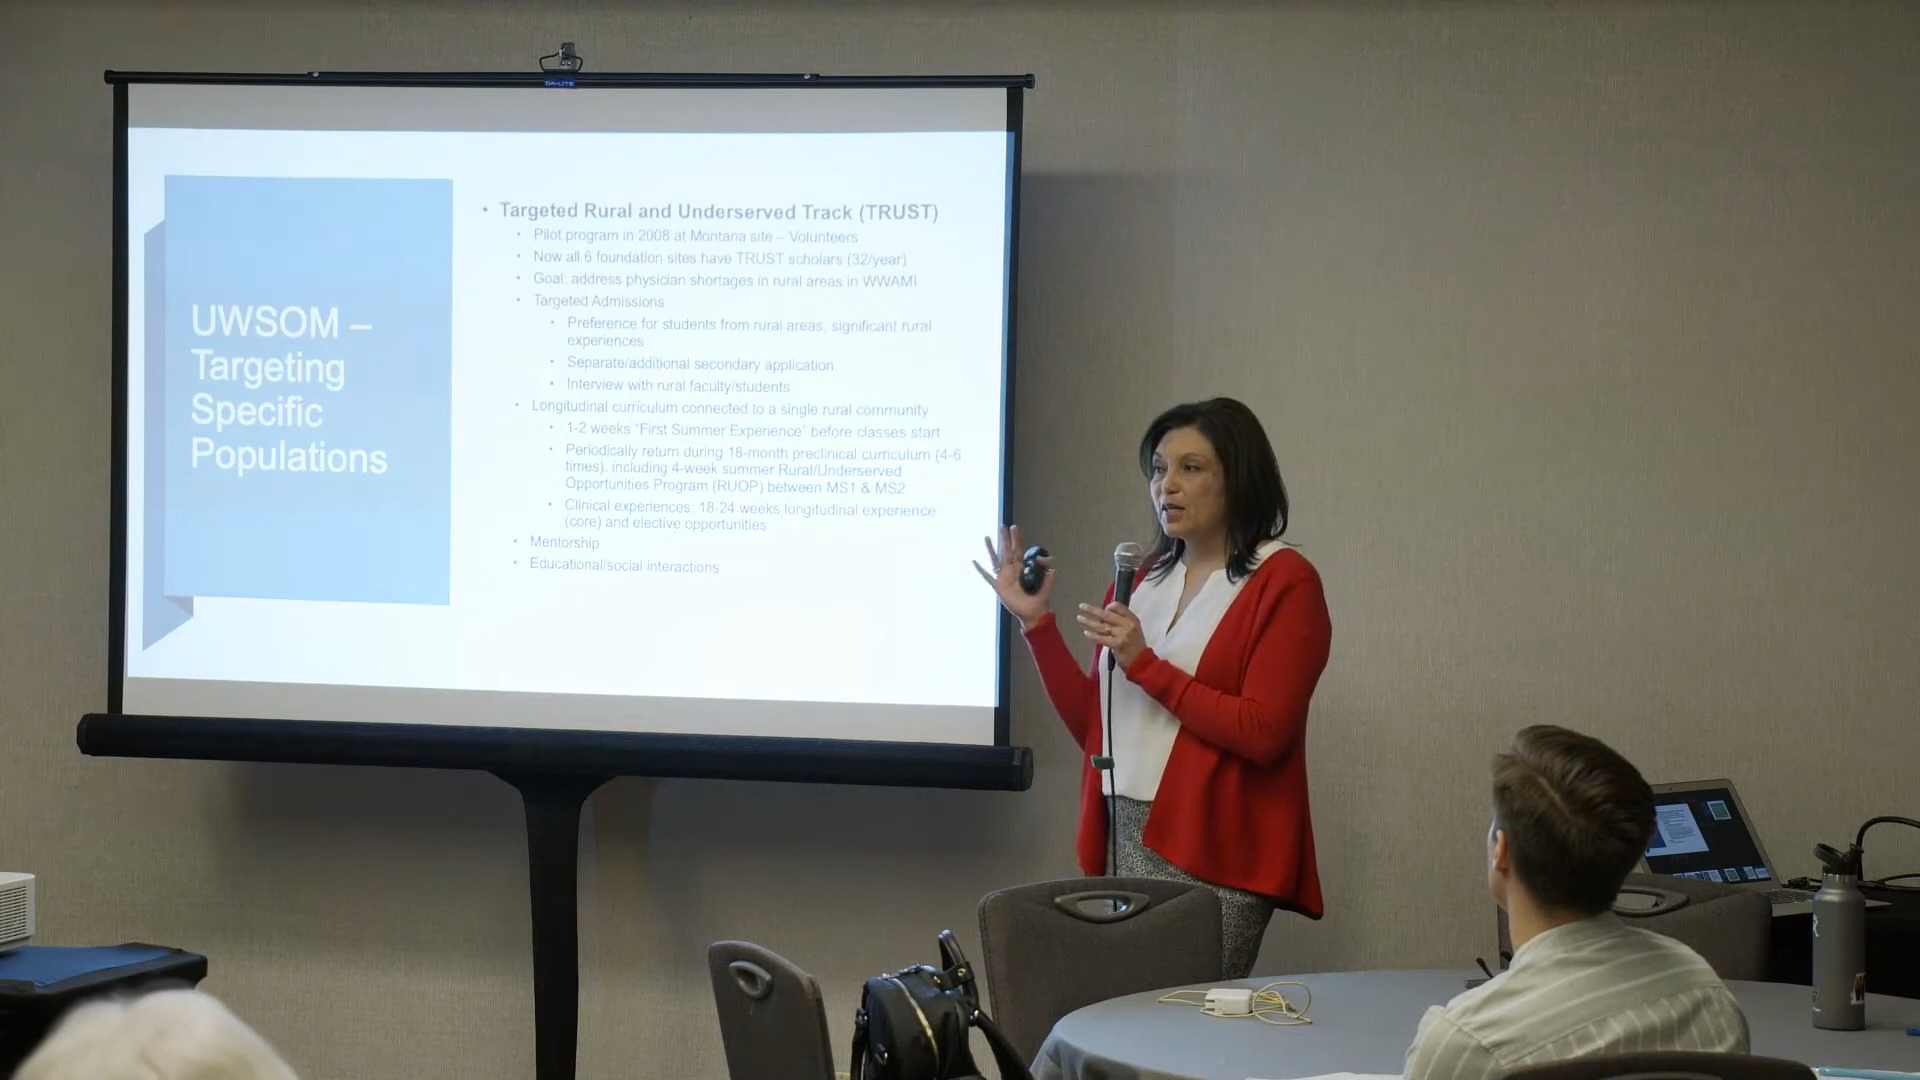 DA-LITE
UWSOM –
Targeting
Specific
Populations
• Targeted Rural and Underserved Track (TRUST)
• Pilot program in 2008 at Montana site – Volunteers
• Now all 6 foundation sites have TRUST scholars (32/year)
• Goal: address physician shortages in rural areas in WWAMI
• Targeted Admissions
• Preference for students from rural areas, significant rural
experiences
• Separate/additional secondary application
• Interview with rural faculty/students
• Longitudinal curriculum connected to a single rural community
• 1-2 weeks “First Summer Experience” before classes start
• Periodically return during 18-month preclinical curriculum (4-6
times), including 4-week summer Rural/Underserved
Opportunities Program (RUOP) between MS1 & MS2
• Clinical experiences: 18-24 weeks longitudinal experience
(core) and elective opportunities
• Mentorship
• Educational/social interactions